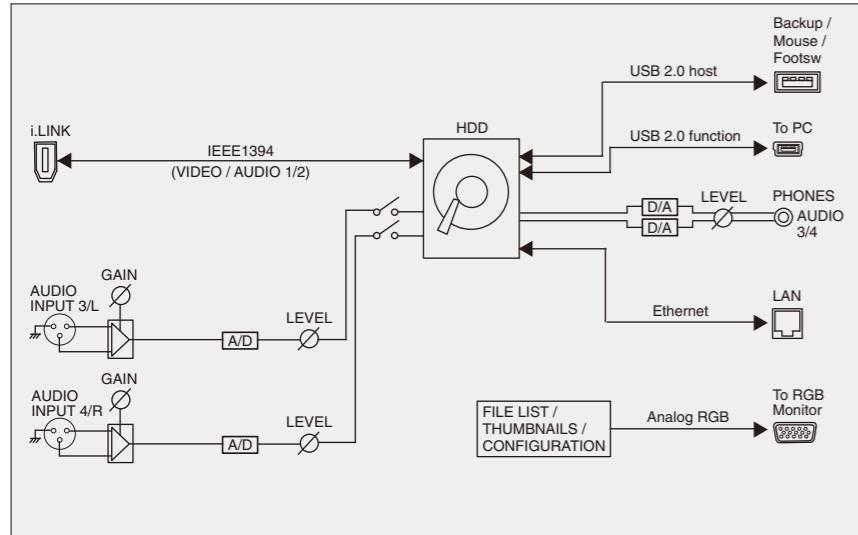 Backup /
Mouse /
Footsw
USB 2.0 host
i.LINK
IEEE1394
(VIDEO / AUDIO 1/2)
HDD
USB 2.0 function
To PC
D/A
D/A
LEVEL
PHONES
AUDIO
3/4
AUDIO
INPUT 3/L
GAIN
A/D
LEVEL
Ethernet
LAN
AUDIO
INPUT 4/R
GAIN
A/D
LEVEL
FILE LIST /
THUMBNAILS /
CONFIGURATION
Analog RGB
To RGB
Monitor